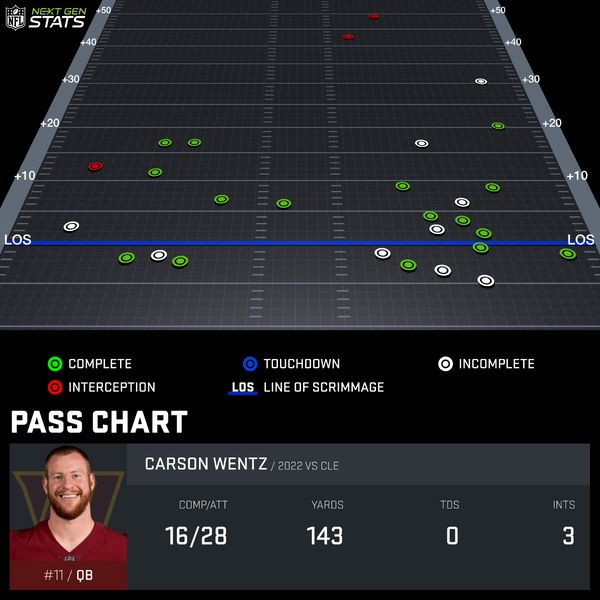 NFL NEXT GEN STATS
+50 +50
+40 +40
+30 +30
+20 +20
+10 +10
LOS LOS
COMPLETE TOUCHDOWN INCOMPLETE
INTERCEPTION LOS LINE OF SCRIMMAGE
PASS CHART
CARSON WENTZ / 2022 VS CLE
COMP/ATT YARDS TDS INTS
16/28 143 0 3
#11 / QB